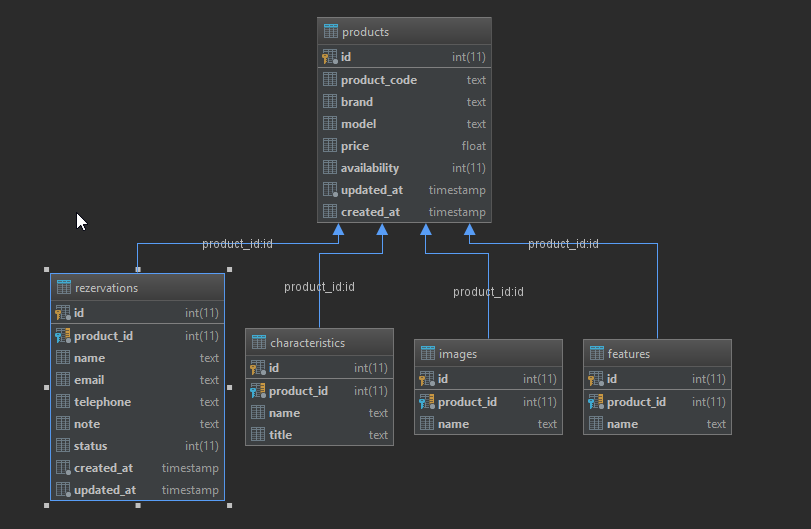 products
id int(11)
product_code text
brand text
model text
price float
availability int(11)
updated_at timestamp
created_at timestamp
product_id:id
product_id:id
product_id:id
product_id:id
rezervations
id int(11)
product_id int(11)
name text
email text
telephone text
note text
status int(11)
created_at timestamp
updated_at timestamp
characteristics
id int(11)
product_id int(11)
name text
title text
images
id int(11)
product_id int(11)
name text
features
id int(11)
product_id int(11)
name text